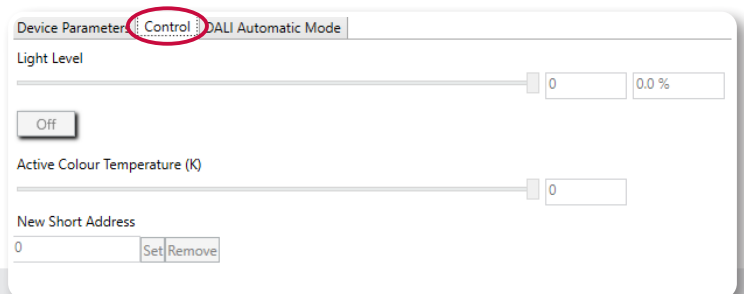 Device Parameters Control DALI Automatic Mode
Light Level
0 0.0 %
Off
Active Colour Temperature (K)
0
New Short Address
0 Set Remove